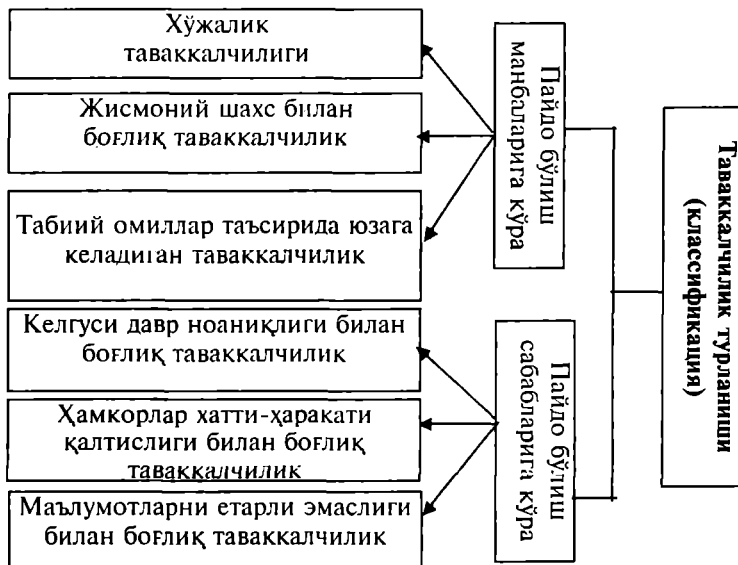 Хўжалик
таваккалчилиги
Жисмоний шахс билан
боғлиқ таваккалчилик
Табиий омиллар таъсирида юзага
келадиган таваккалчилик
Келгуси давр ноаниқлиги билан
боғлиқ таваккалчилик
Ҳамкорлар хатти-ҳаракати
қалтислиги билан боғлиқ
таваккалчилик
Маълумотларни етарли эмаслиги
билан боғлиқ таваккалчилик
Пайдо бўлиш
манбаларига кўра
Пайдо бўлиш
сабабларига кўра
Таваккалчилик турланиши
(классификация)